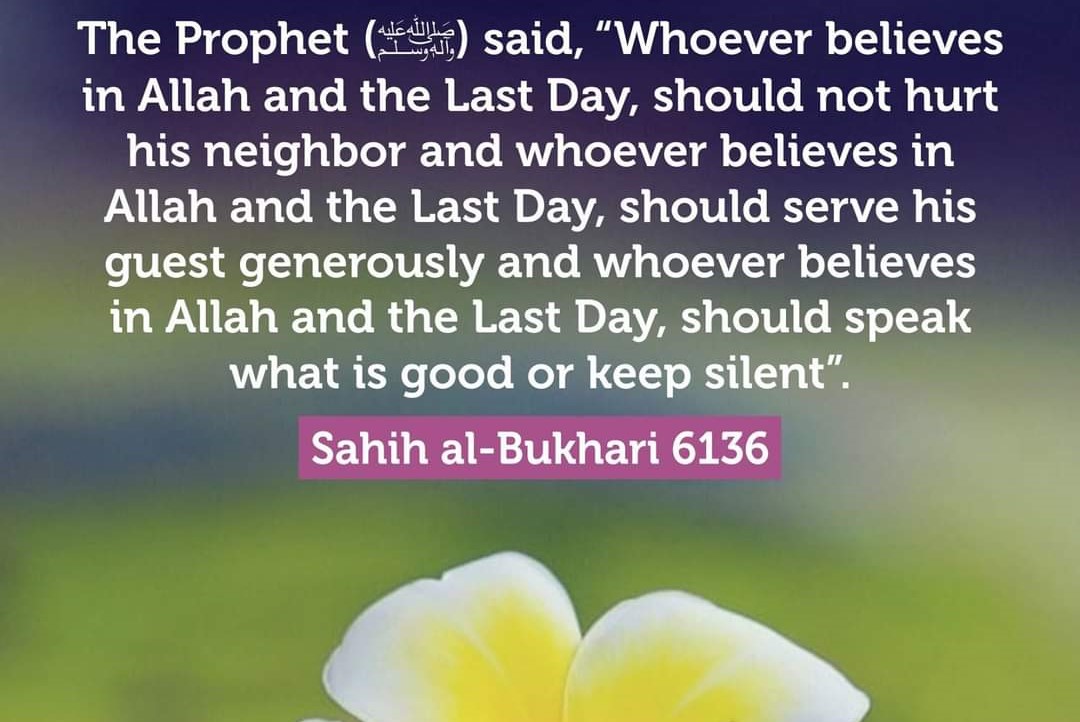 The Prophet (صلى الله عليه وآله وسلم) said, “Whoever believes
in Allah and the Last Day, should not hurt
his neighbor and whoever believes in
Allah and the Last Day, should serve his
guest generously and whoever believes
in Allah and the Last Day, should speak
what is good or keep silent”.
Sahih al-Bukhari 6136